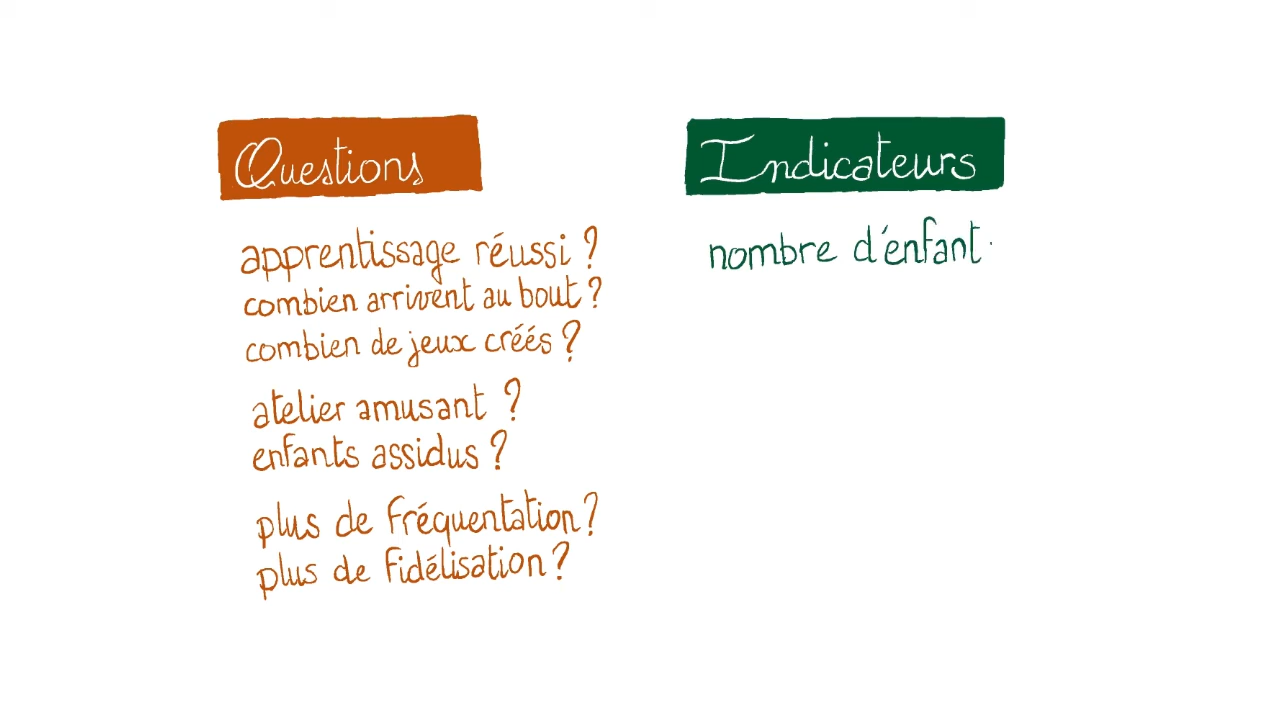 Questions
apprentissage réussi ?
combien arrivent au bout ?
combien de jeux créés ?
atelier amusant ?
enfants assidus ?
plus de fréquentation ?
plus de fidélisation ?
Indicateurs
nombre d'enfant